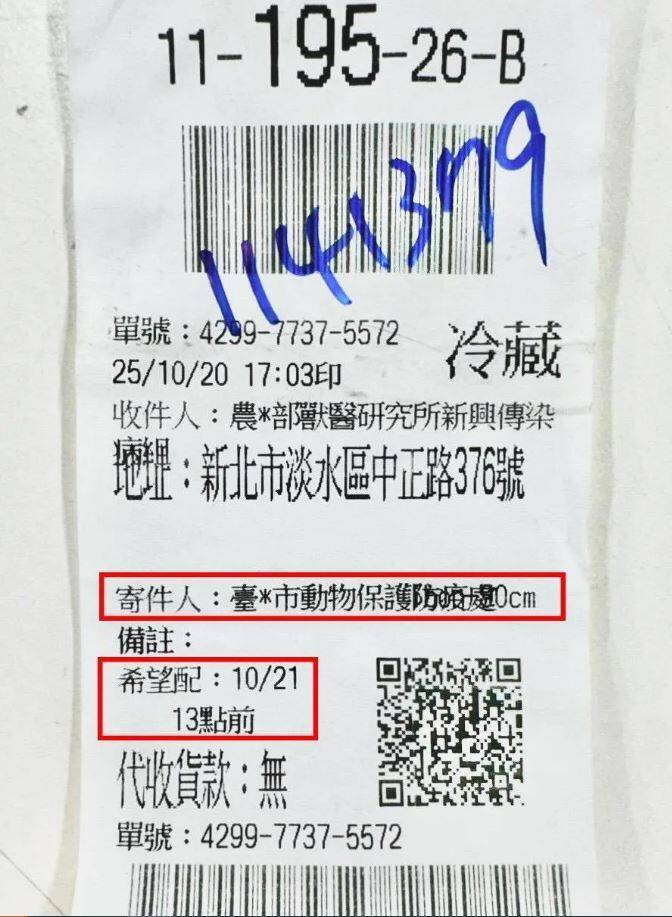 11-195-26-B
1141379
單號：4299-7737-5572
冷藏
25/10/20 17:03印
收件人：農*部獸醫研究所新興傳染
地址：新北市淡水區中正路376號
寄件人：臺*市動物保護防疫處
備註：
希望配：10/21
13點前
代收貨款：無
單號：4299-7737-5572